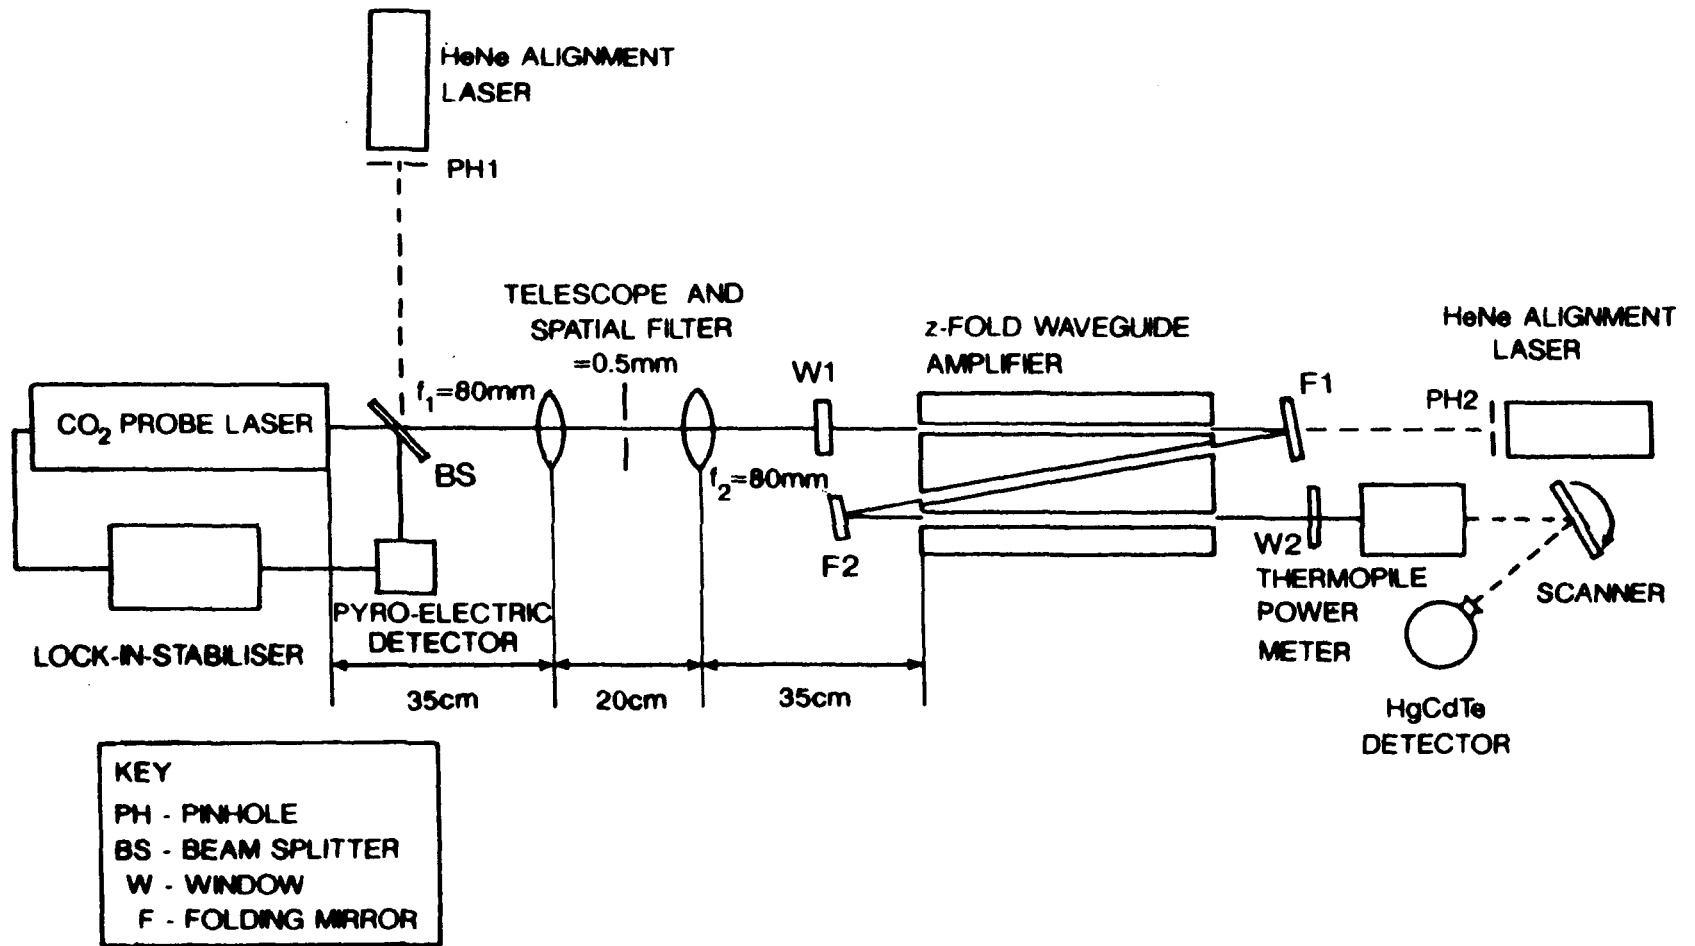 HeNe ALIGNMENT
LASER
PH1
TELESCOPE AND
SPATIAL FILTER
=0.5mm
z-FOLD WAVEGUIDE
AMPLIFIER
HeNe ALIGNMENT
LASER
W1
F1
PH2
f₁=80mm
CO₂ PROBE LASER
BS
f₂=80mm
F2
W2
THERMOPILE
POWER
METER
SCANNER
PYRO-ELECTRIC
DETECTOR
LOCK-IN-STABILISER
35cm
20cm
35cm
HgCdTe
DETECTOR
KEY
PH - PINHOLE
BS - BEAM SPLITTER
W - WINDOW
F - FOLDING MIRROR